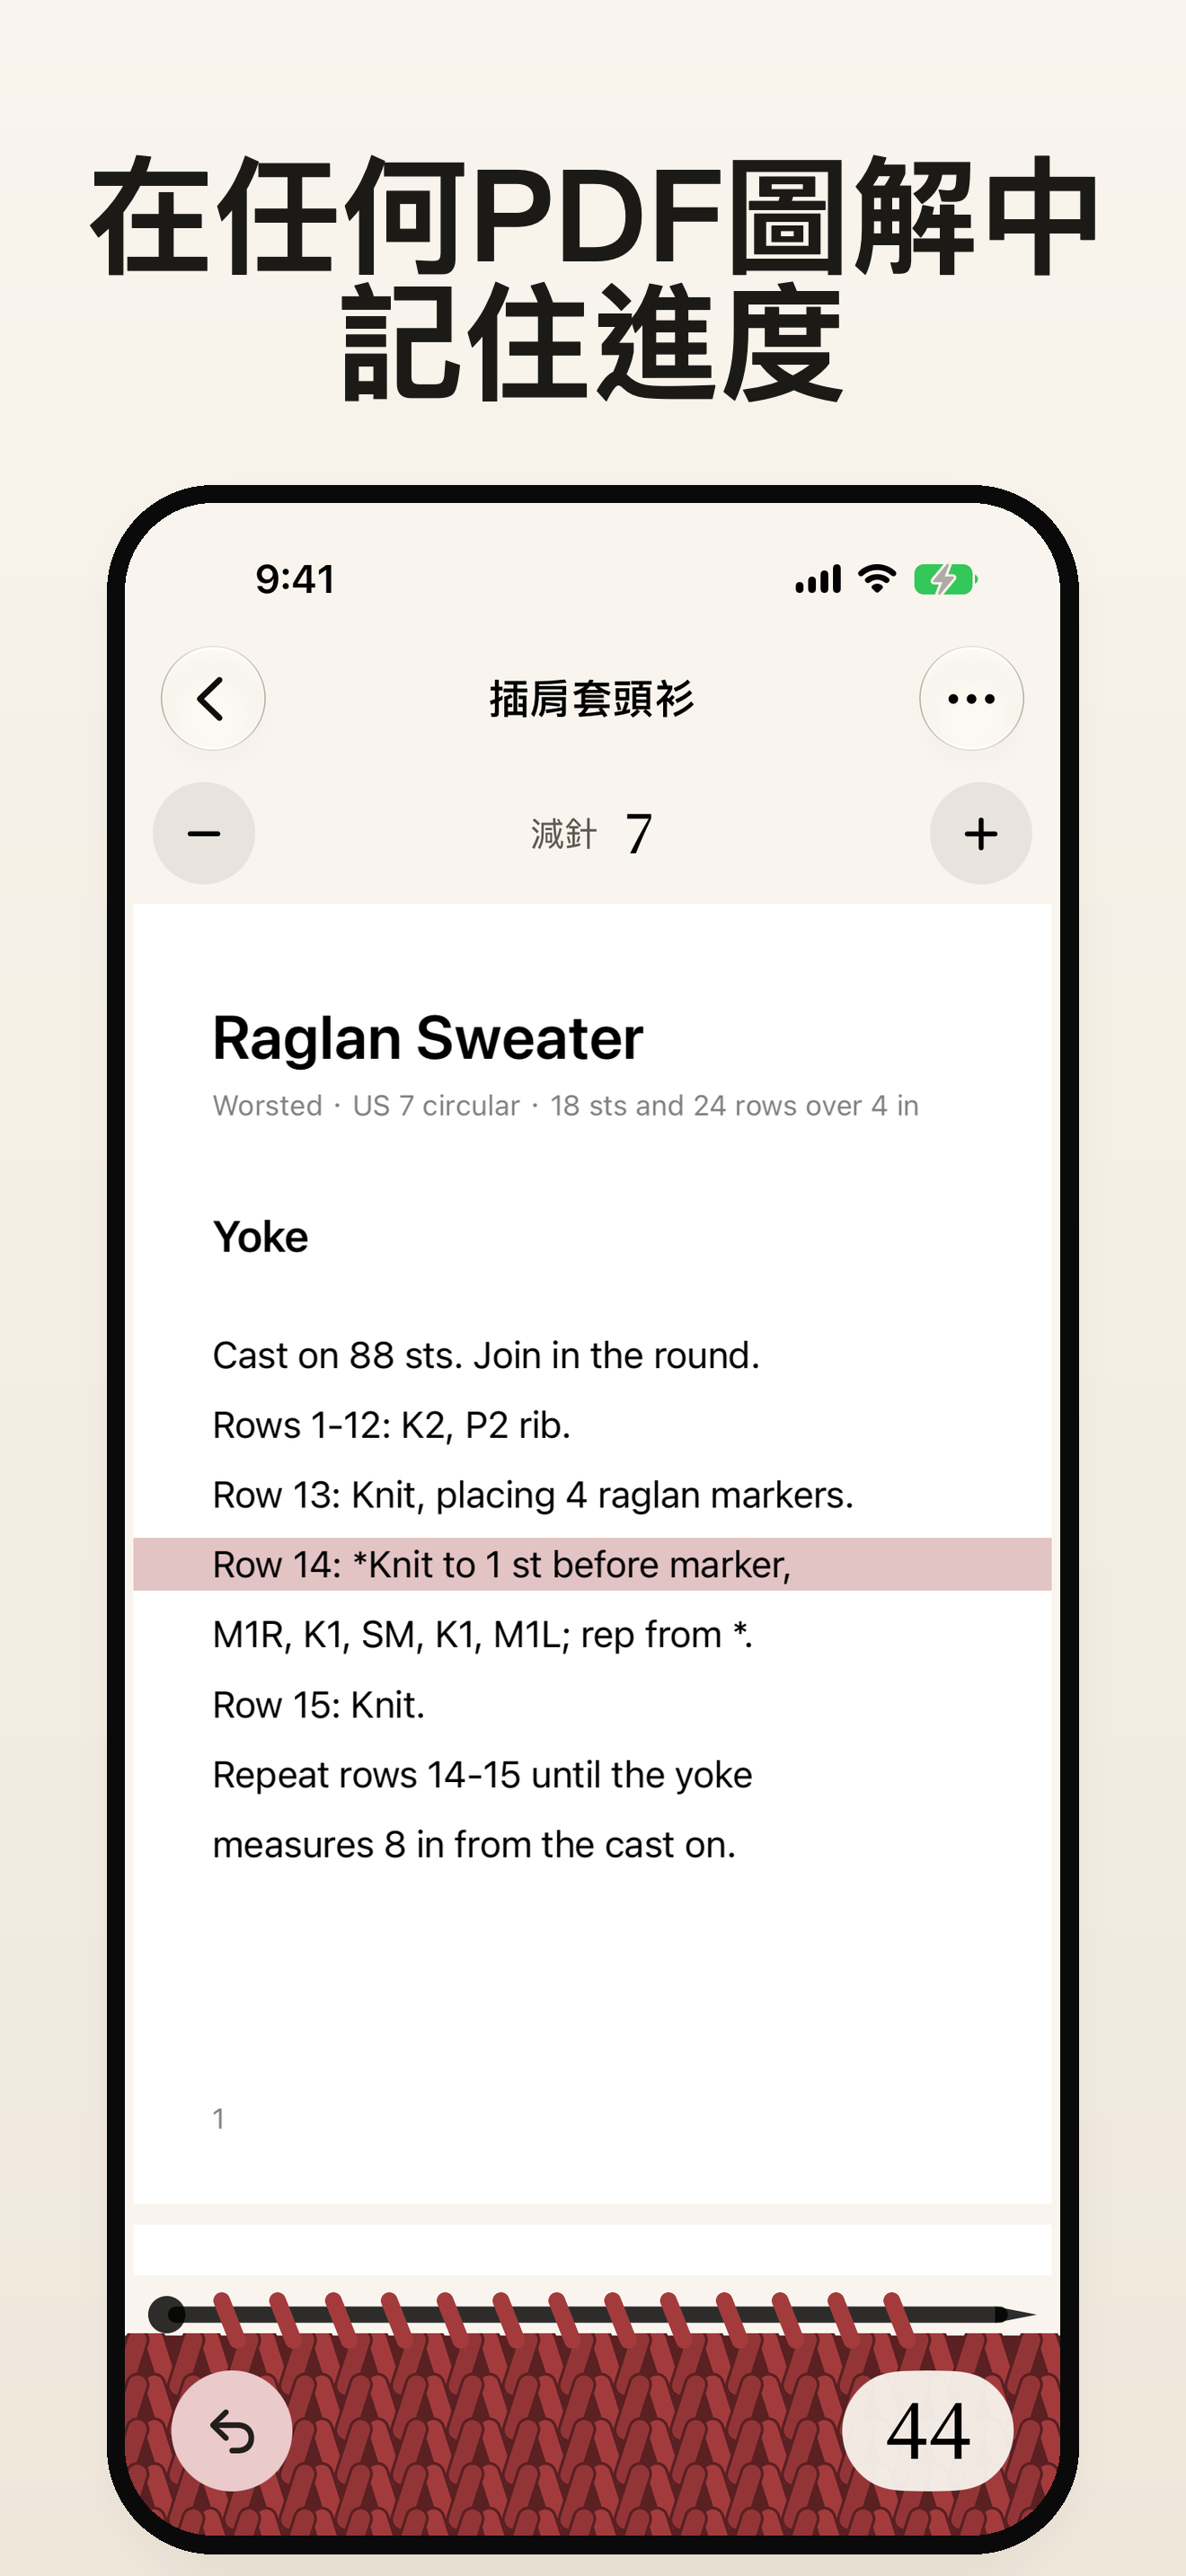 在任何PDF圖解中
記住進度
9:41
插肩套頭衫
減針 7
Raglan Sweater
Worsted · US 7 circular · 18 sts and 24 rows over 4 in
Yoke
Cast on 88 sts. Join in the round.
Rows 1-12: K2, P2 rib.
Row 13: Knit, placing 4 raglan markers.
Row 14: *Knit to 1 st before marker,
M1R, K1, SM, K1, M1L; rep from *.
Row 15: Knit.
Repeat rows 14-15 until the yoke
measures 8 in from the cast on.
1
44